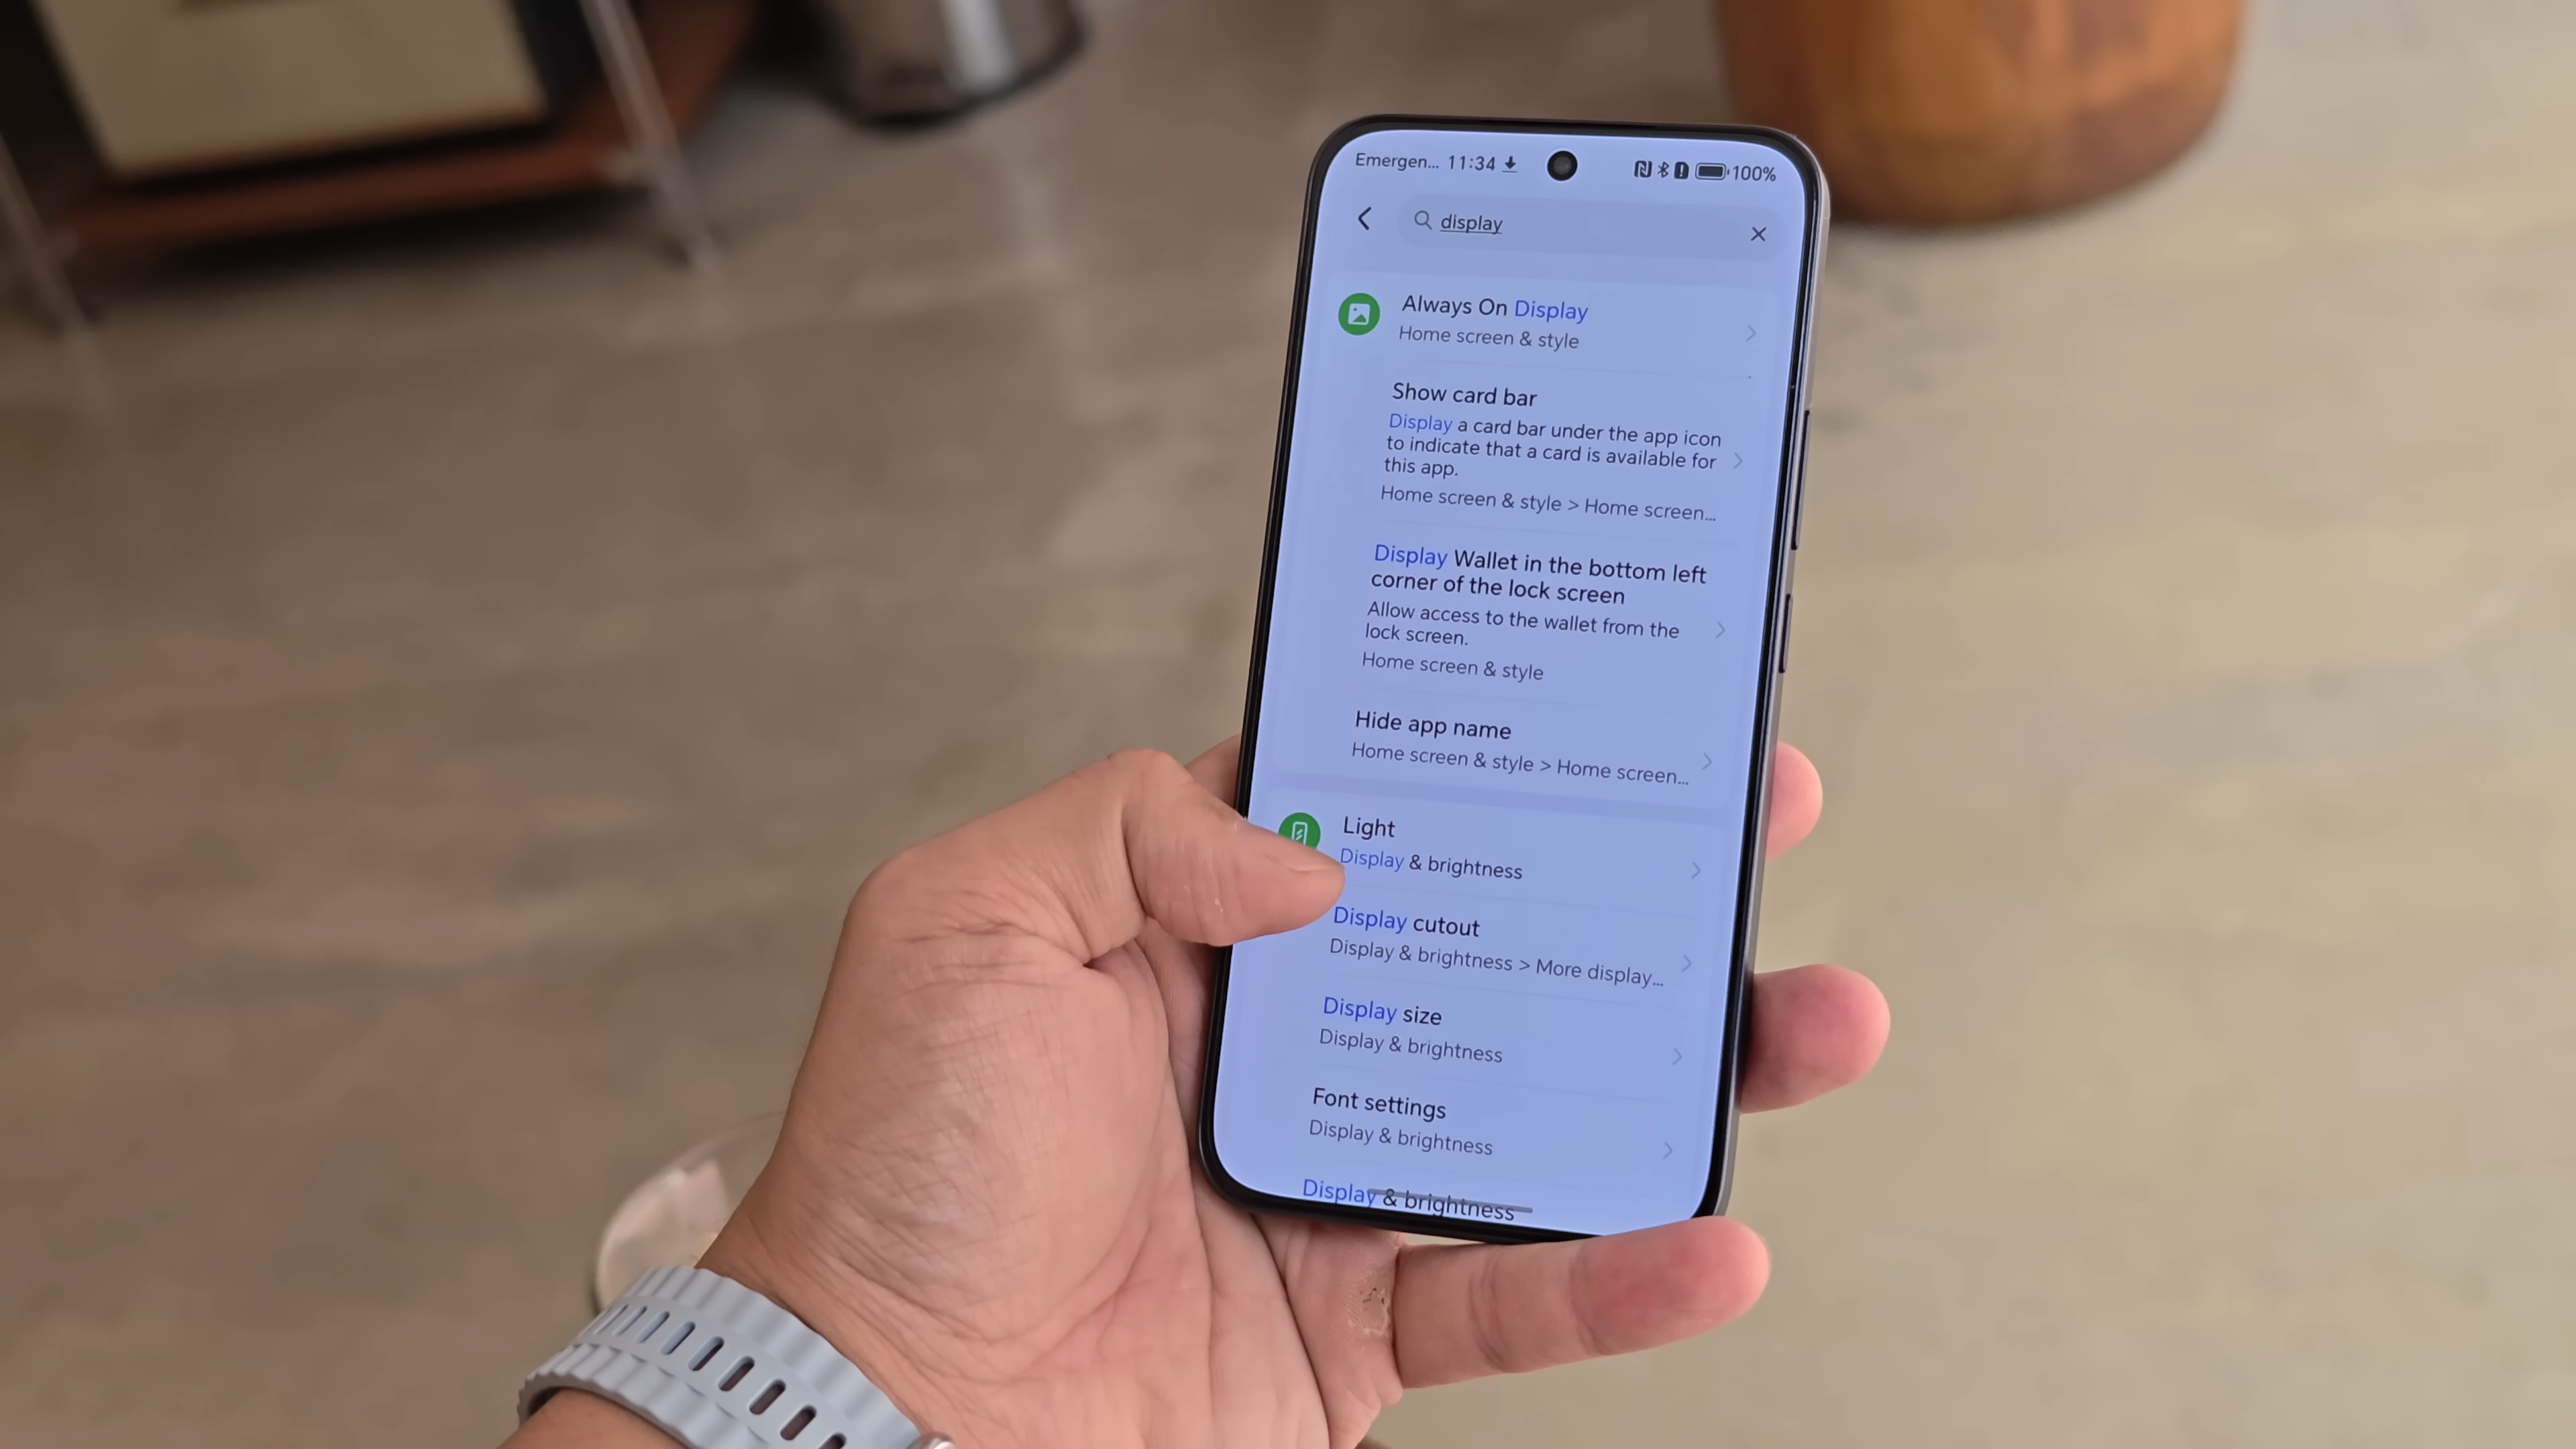 Emergen... 11:34 100%
display
Always On Display
Home screen & style
Show card bar
Display a card bar under the app icon
to indicate that a card is available for
this app.
Home screen & style > Home screen...
Display Wallet in the bottom left
corner of the lock screen
Allow access to the wallet from the
lock screen.
Home screen & style
Hide app name
Home screen & style > Home screen...
Light
Display & brightness
Display cutout
Display & brightness > More display...
Display size
Display & brightness
Font settings
Display & brightness
Display & brightness